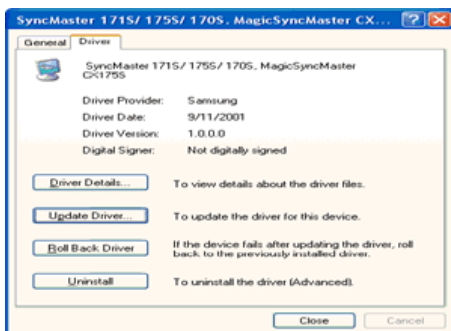 SyncMaster 171S/ 175S/ 170S, MagicSyncMaster CX...
General Driver
SyncMaster 171S/ 175S/ 170S, MagicSyncMaster
CX175S
Driver Provider: Samsung
Driver Date: 9/11/2001
Driver Version: 1.0.0.0
Digital Signer: Not digitally signed
Driver Details... To view details about the driver files.
Update Driver... To update the driver for this device.
Roll Back Driver If the device fails after updating the driver, roll
back to the previously installed driver.
Uninstall To uninstall the driver (Advanced).
Close Cancel